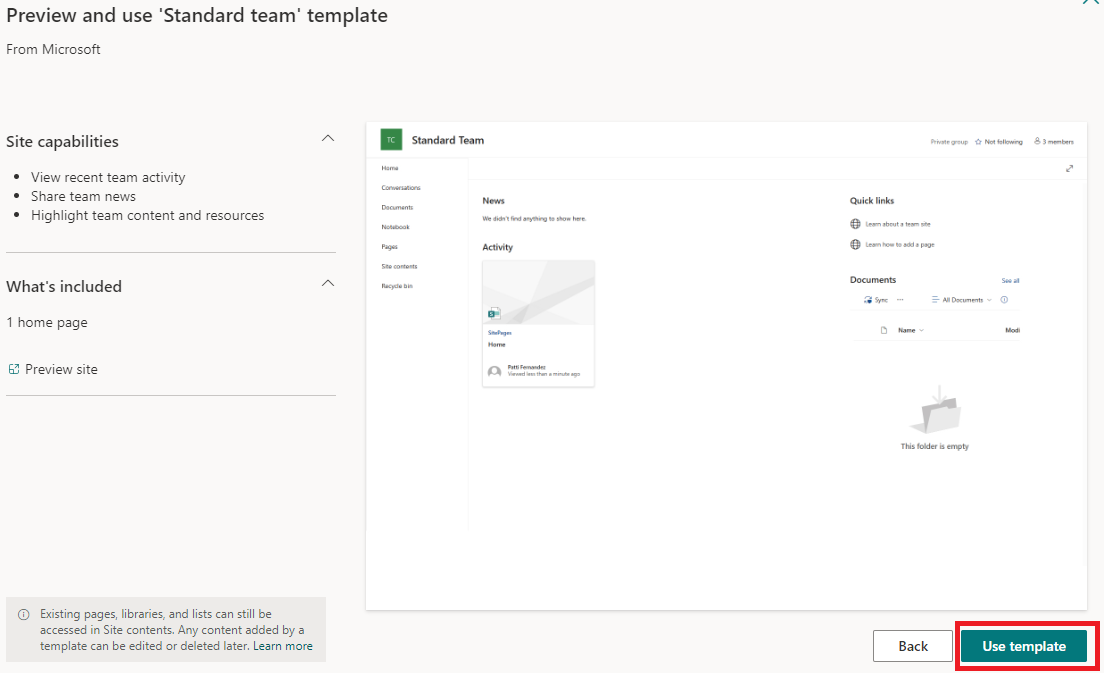 Preview and use 'Standard team' template
From Microsoft
Site capabilities
View recent team activity
Share team news
Highlight team content and resources
What's included
1 home page
Preview site
Existing pages, libraries, and lists can still be
accessed in Site contents. Any content added by a
template can be edited or deleted later. Learn more
TC Standard Team
Private group Not following 3 members
Home
Conversations
Documents
Notebook
Pages
Site contents
Recycle bin
News
We didn't find anything to show here.
Activity
SitePages
Home
Patti Fernandez
Viewed less than a minute ago
Quick links
Learn about a team site
Learn how to add a page
Documents See all
Sync ··· All Documents
Name Modi
This folder is empty
Back Use template